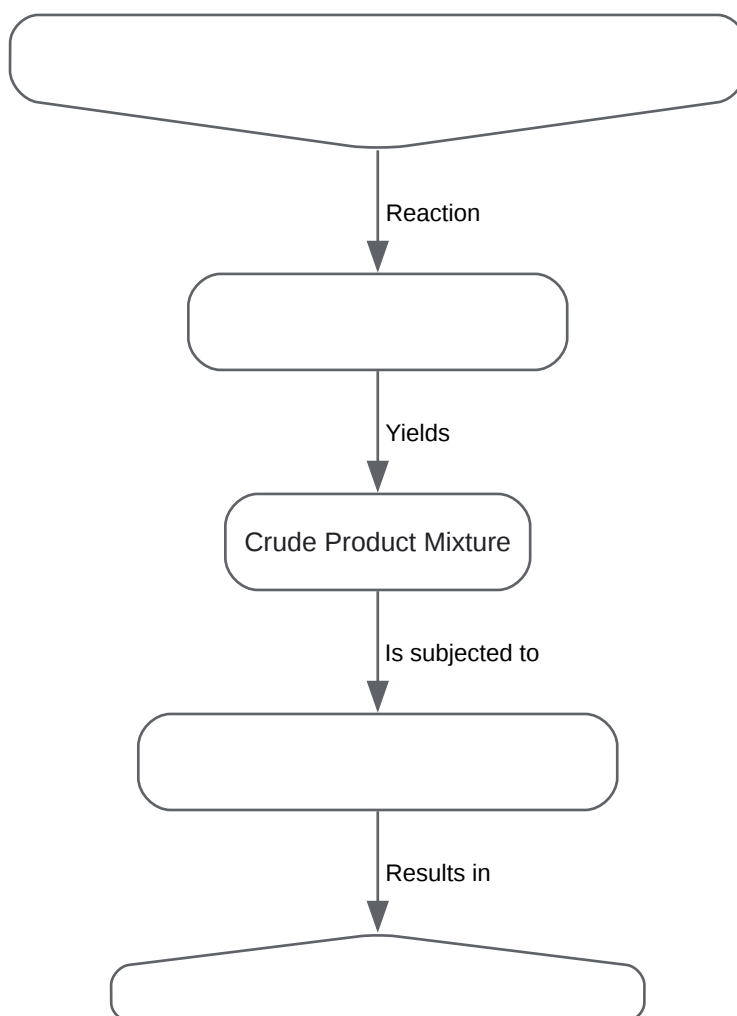 Reaction
Yields
Crude Product Mixture
Is subjected to
Results in